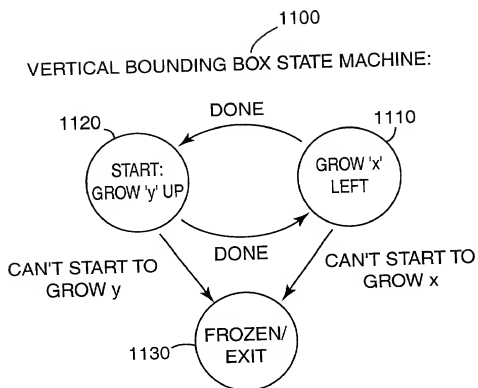 1100
VERTICAL BOUNDING BOX STATE MACHINE:
DONE
1120
1110
START:
GROW 'y' UP
GROW 'x'
LEFT
DONE
CAN'T START TO
GROW y
CAN'T START TO
GROW x
FROZEN/
EXIT
1130